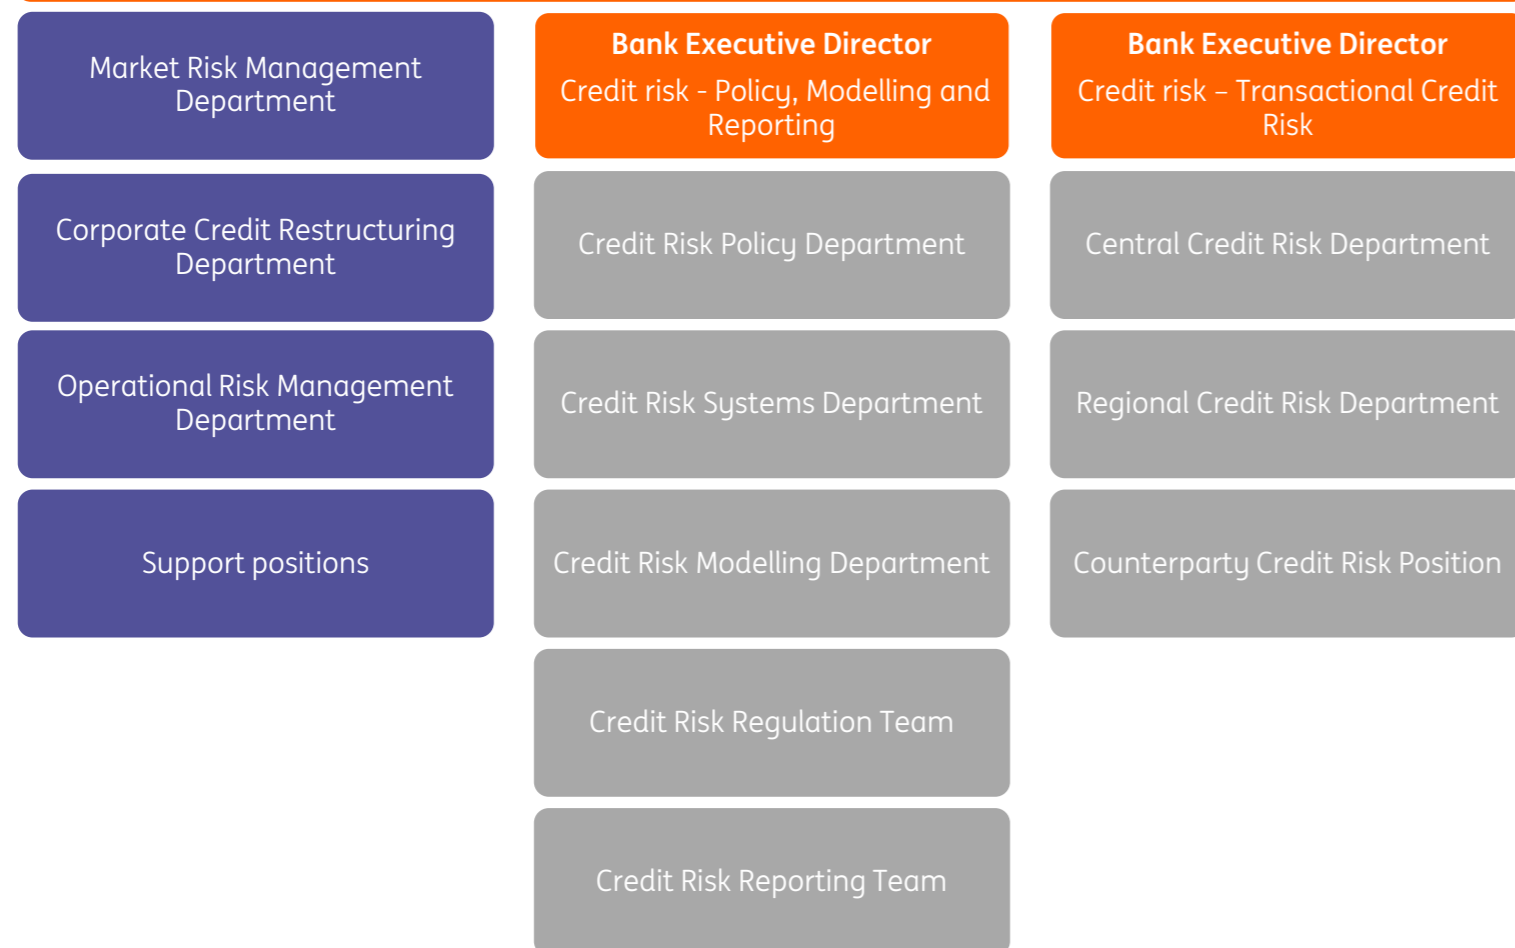 Market Risk Management
Department
Corporate Credit Restructuring
Department
Operational Risk Management
Department
Support positions
Bank Executive Director
Credit risk - Policy, Modelling and
Reporting
Credit Risk Policy Department
Credit Risk Systems Department
Credit Risk Modelling Department
Credit Risk Regulation Team
Credit Risk Reporting Team
Bank Executive Director
Credit risk – Transactional Credit
Risk
Central Credit Risk Department
Regional Credit Risk Department
Counterparty Credit Risk Position